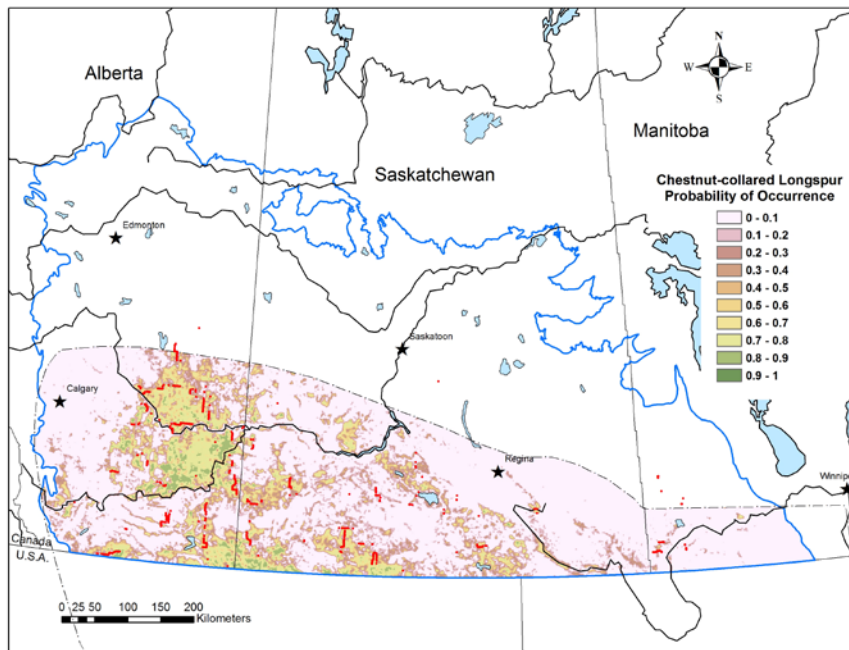 Alberta
N
W
E
S
Manitoba
Saskatchewan
Chestnut-collared Longspur
Probability of Occurrence
0 - 0.1
0.1 - 0.2
0.2 - 0.3
0.3 - 0.4
0.4 - 0.5
0.5 - 0.6
0.6 - 0.7
0.7 - 0.8
0.8 - 0.9
0.9 - 1
Edmonton
Saskatoon
Calgary
Regina
Winnipe
Canada
U.S.A.
0 25 50 100 150 200
Kilometers